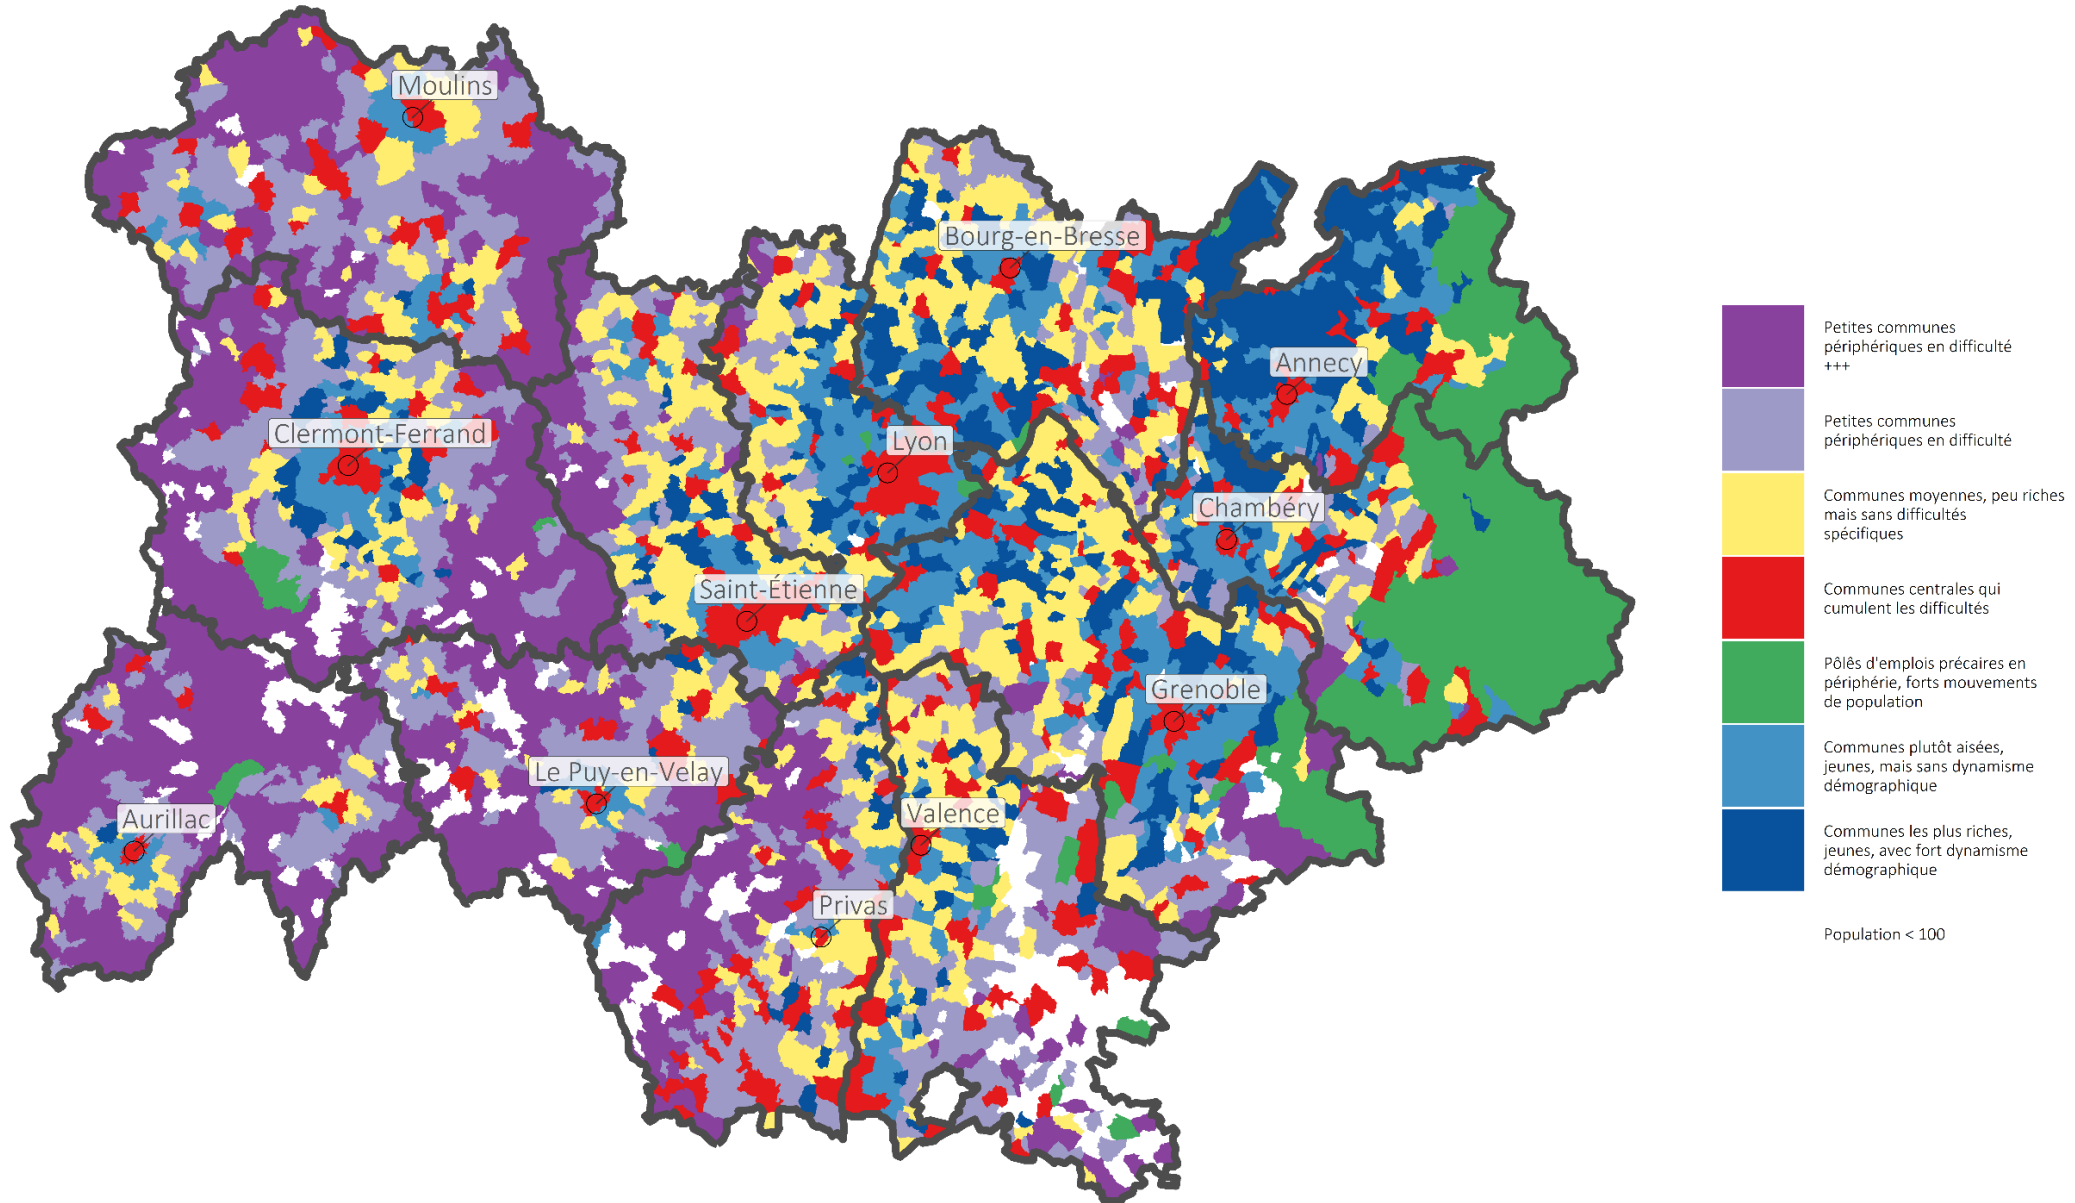 Moulins
Bourg-en-Bresse
Annecy
Clermont-Ferrand
Lyon
Chambéry
Saint-Étienne
Grenoble
Le Puy-en-Velay
Aurillac
Valence
Privas
Petites communes
périphériques en difficulté
+++
Petites communes
périphériques en difficulté
Communes moyennes, peu riches
mais sans difficultés
spécifiques
Communes centrales qui
cumulent les difficultés
Pôlês d'emplois précaires en
périphérie, forts mouvements
de population
Communes plutôt aisées,
jeunes, mais sans dynamisme
démographique
Communes les plus riches,
jeunes, avec fort dynamisme
démographique
Population < 100